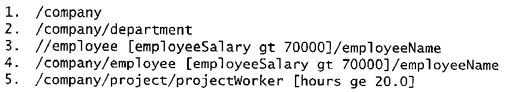 1. /company
2. /company/department
3. //employee [employeeSalary gt 70000]/employeeName
4. /company/employee [employeeSalary gt 70000]/employeeName
5. /company/project/projectWorker [hours ge 20.0]